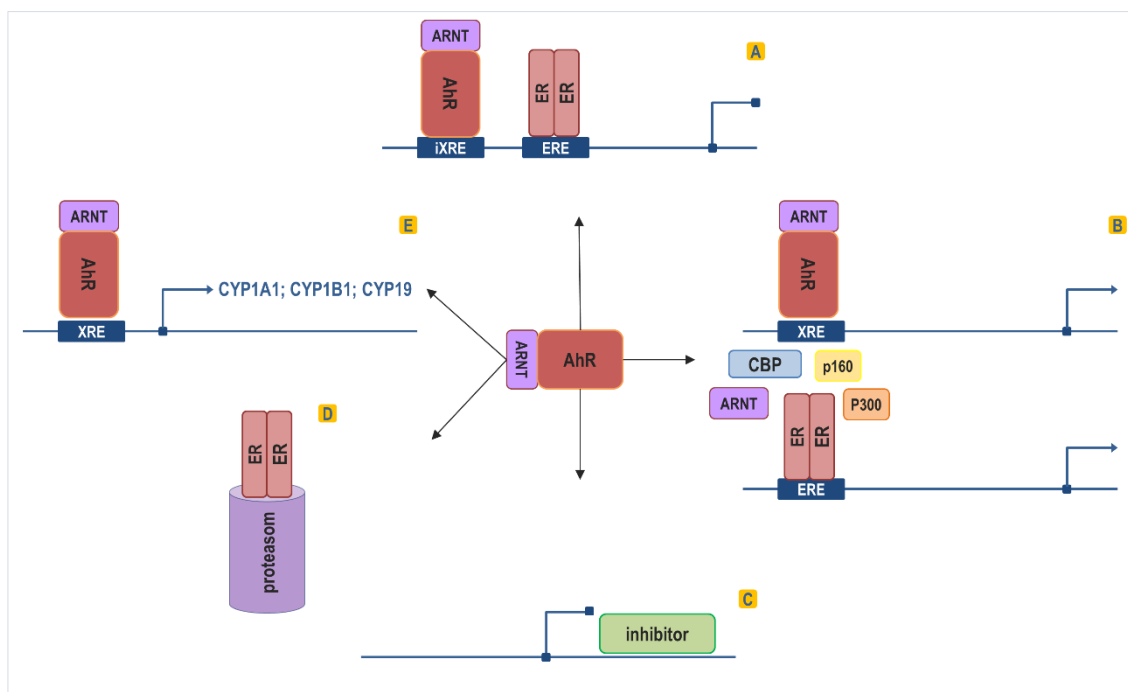 ARNT
AhR
ER
ER
A
iXRE
ERE
ARNT
AhR
E
CYP1A1; CYP1B1; CYP19
XRE
ARNT
AhR
B
XRE
ARNT
AhR
CBP
p160
ARNT
P300
ER
ER
ERE
D
ER
ER
proteasom
C
inhibitor